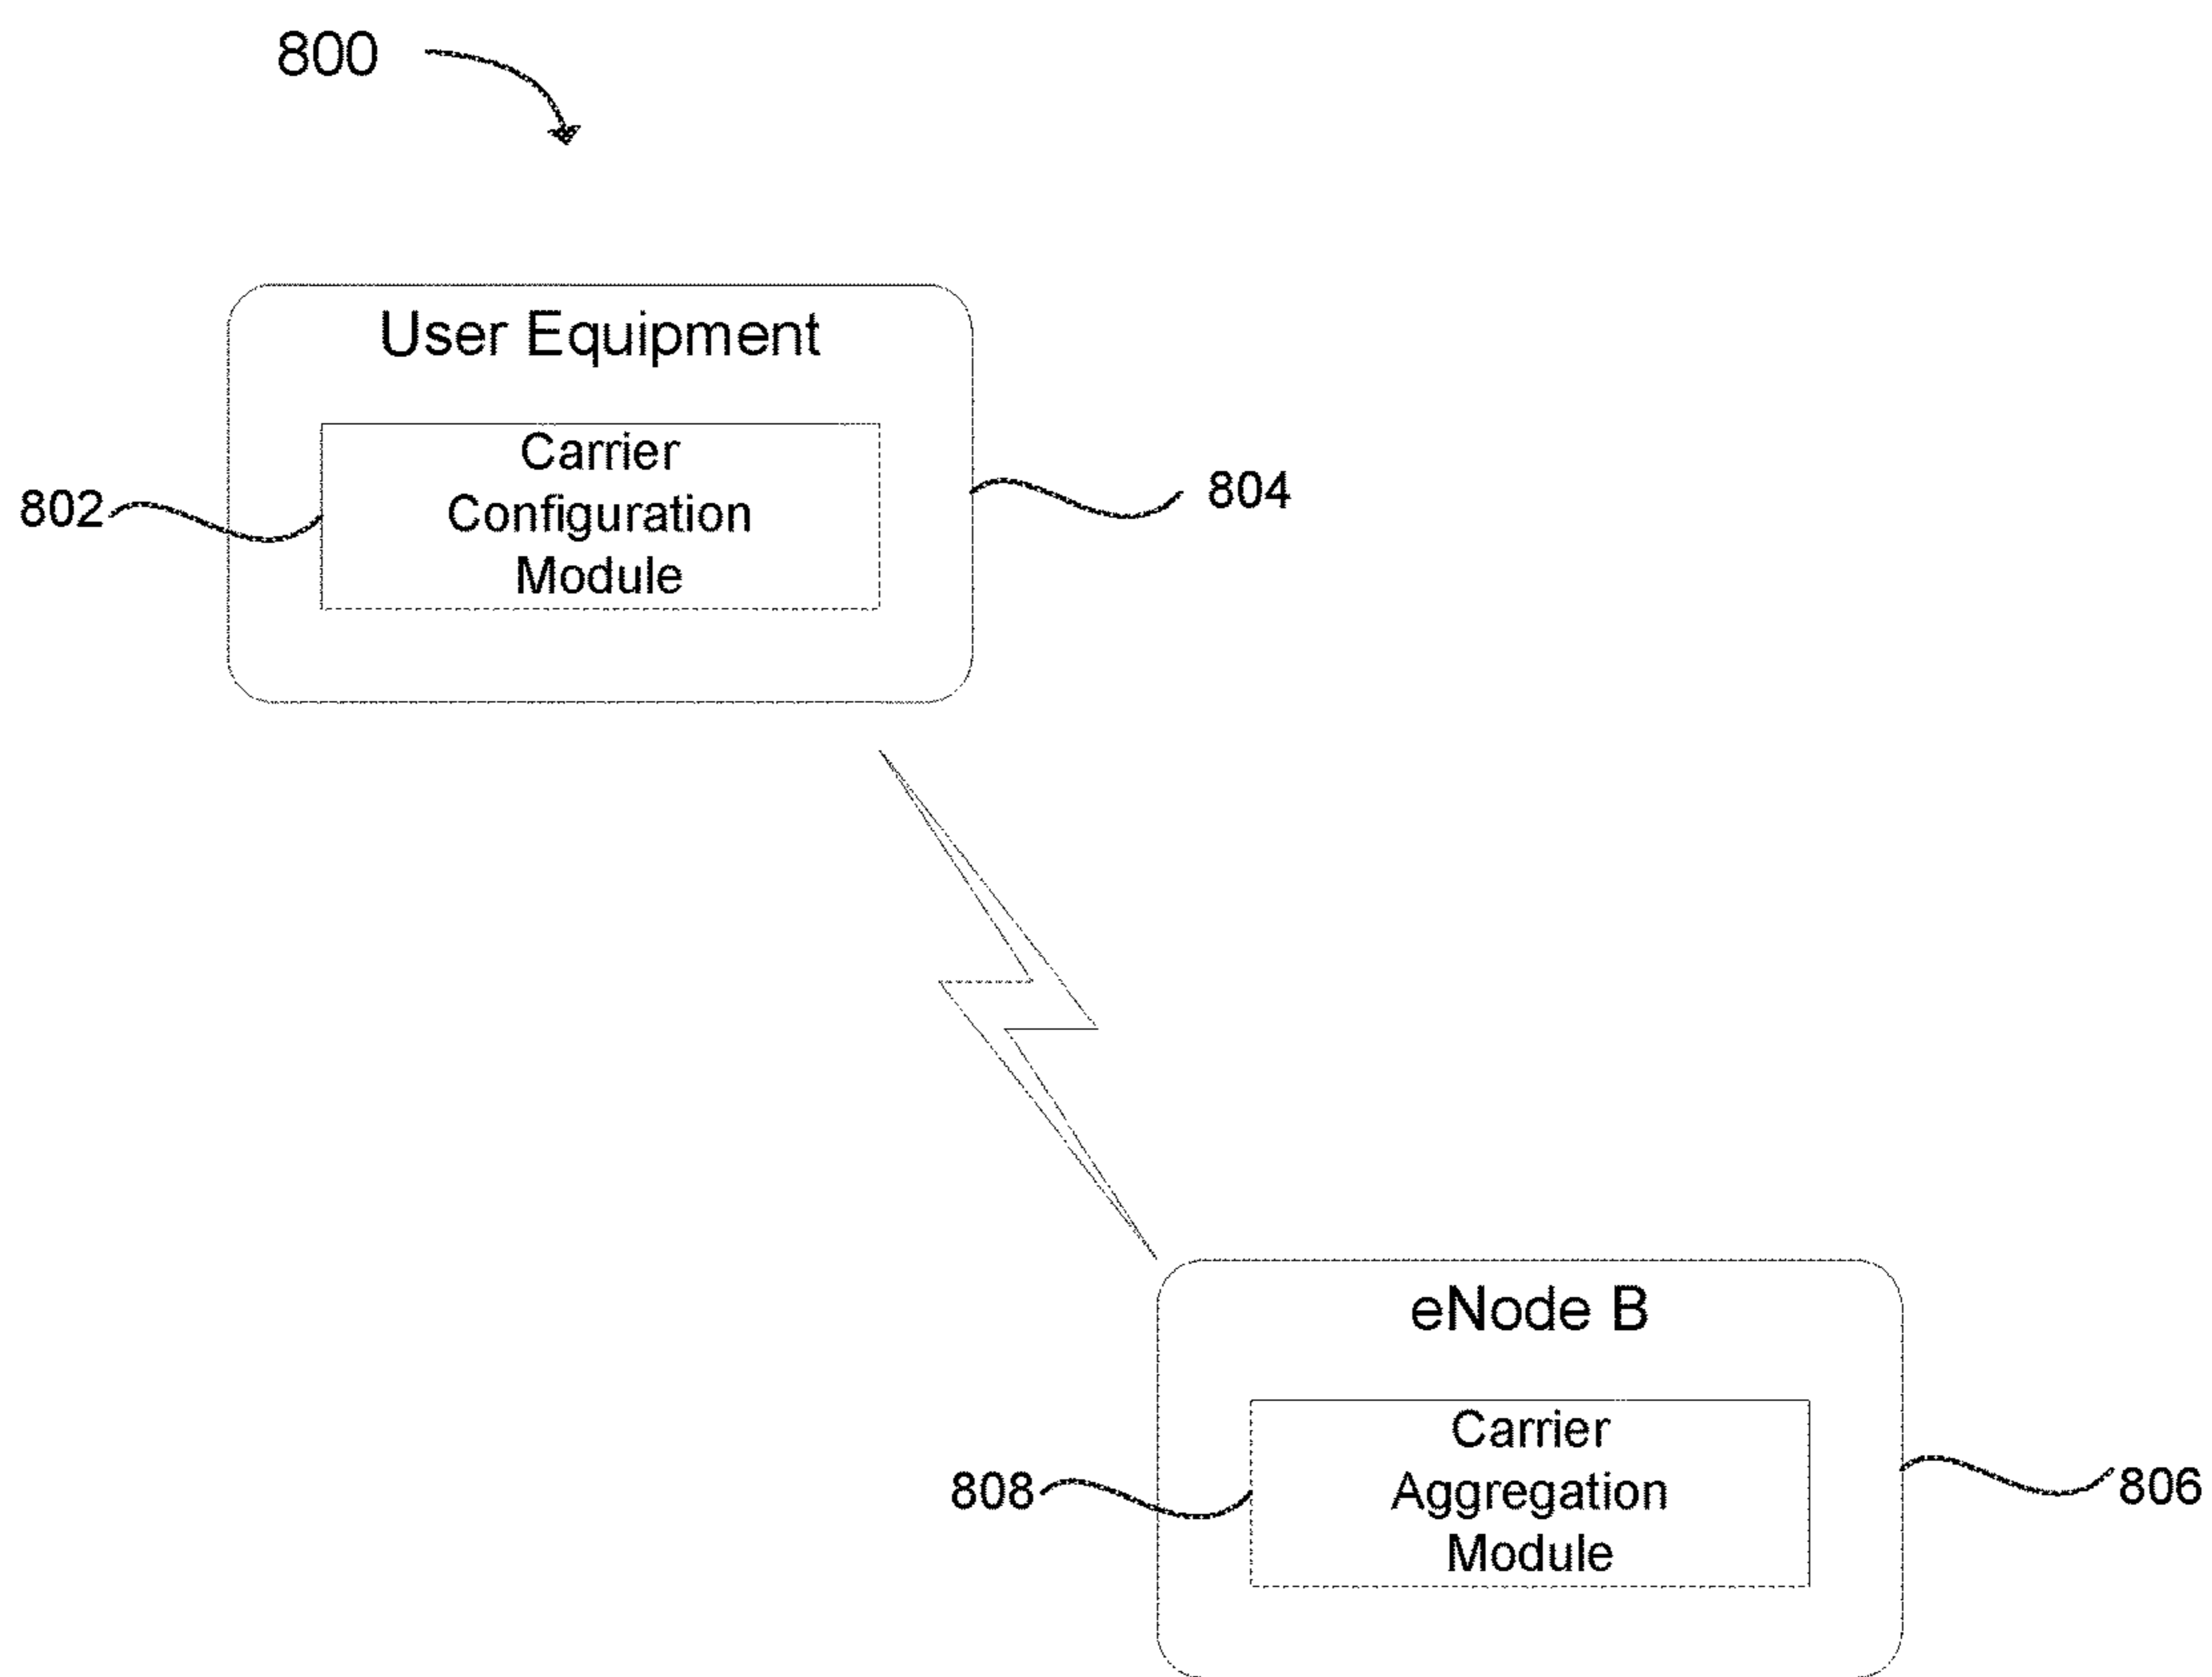 800
User Equipment
Carrier
Configuration
Module
802
804
eNode B
Carrier
Aggregation
Module
808
806